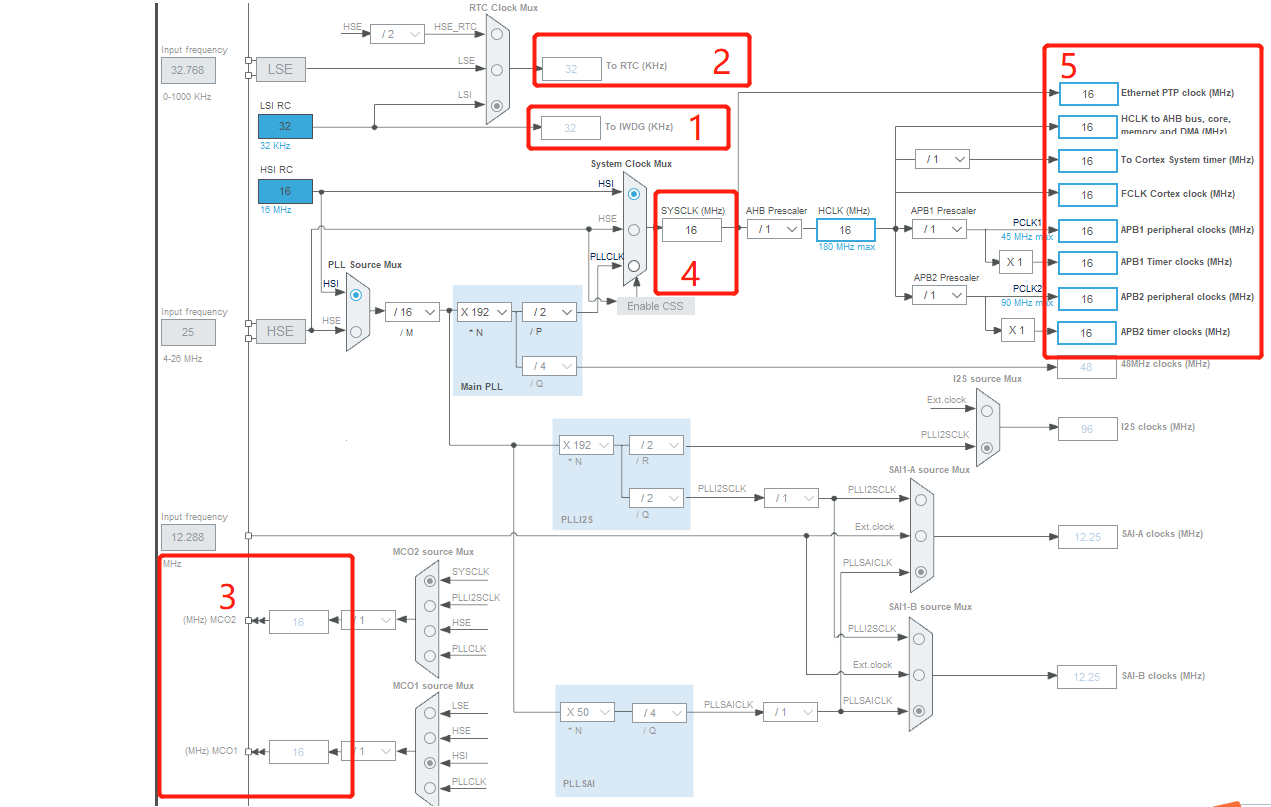 RTC Clock Mux
HSE
/ 2
HSE_RTC
Input frequency
32.768
0-1000 KHz
LSE
LSE
32
To RTC (KHz)
2
LSI RC
32
32 KHz
LSI
32
To IWDG (KHz)
1
HSI RC
16
16 MHz
System Clock Mux
HSI
HSE
PLLCLK
SYSCLK (MHz)
16
4
Enable CSS
AHB Prescaler
/ 1
HCLK (MHz)
16
180 MHz max
5
16
Ethernet PTP clock (MHz)
16
HCLK to AHB bus, core,
memory and DMA (MHz)
/ 1
16
To Cortex System timer (MHz)
16
FCLK Cortex clock (MHz)
APB1 Prescaler
/ 1
PCLK1
45 MHz max
16
APB1 peripheral clocks (MHz)
X 1
16
APB1 Timer clocks (MHz)
APB2 Prescaler
/ 1
PCLK2
90 MHz max
16
APB2 peripheral clocks (MHz)
X 1
16
APB2 timer clocks (MHz)
PLL Source Mux
HSI
HSE
Input frequency
25
4-26 MHz
HSE
/ 16
/ M
X 192
* N
/ 2
/ P
/ 4
/ Q
Main PLL
48
48MHz clocks (MHz)
I2S source Mux
Ext.clock
PLLI2SCLK
96
I2S clocks (MHz)
X 192
* N
/ 2
/ R
/ 2
/ Q
PLLI2S
PLLI2SCLK
/ 1
SAI1-A source Mux
PLLI2SCLK
Ext.clock
PLLSAICLK
12.25
SAI-A clocks (MHz)
Input frequency
12.288
MHz
MCO2 source Mux
SYSCLK
PLLI2SCLK
HSE
PLLCLK
3
(MHz) MCO2
16
/ 1
SAI1-B source Mux
PLLI2SCLK
Ext.clock
PLLSAICLK
12.25
SAI-B clocks (MHz)
MCO1 source Mux
LSE
HSE
HSI
PLLCLK
(MHz) MCO1
16
/ 1
X 50
* N
/ 4
/ Q
PLLSAI
PLLSAICLK
/ 1